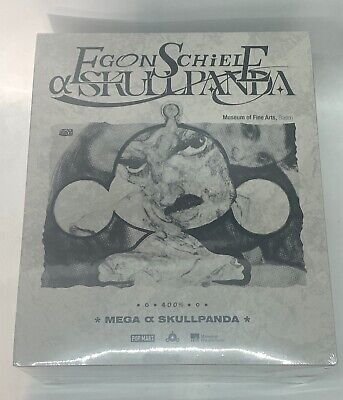 EGON SCHIELE
α SKULLPANDA
Museum of Fine Arts, Boston
400%
* MEGA α SKULLPANDA *
POP MART